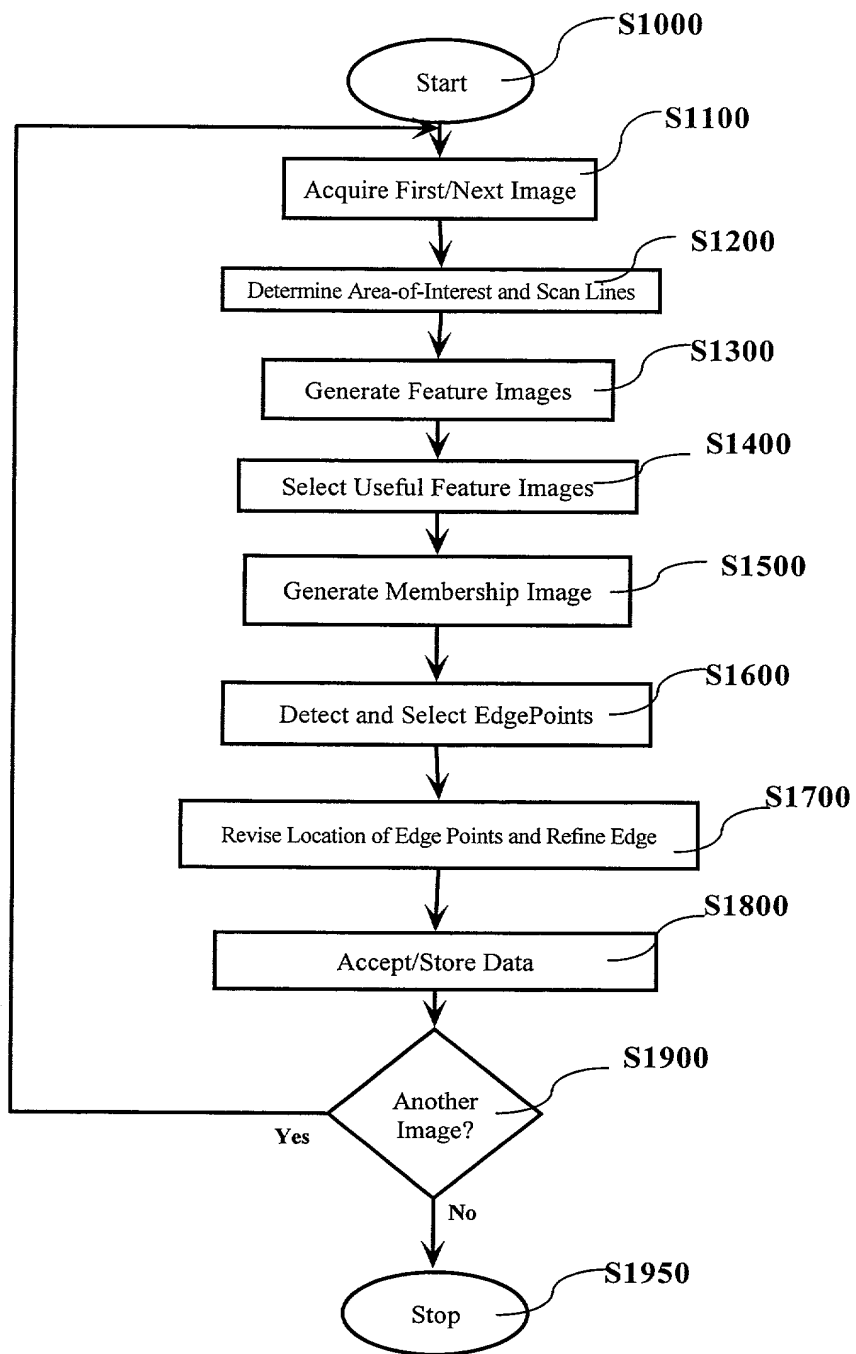 S1000
Start
S1100
Acquire First/Next Image
S1200
Determine Area-of-Interest and Scan Lines
S1300
Generate Feature Images
S1400
Select Useful Feature Images
S1500
Generate Membership Image
S1600
Detect and Select EdgePoints
S1700
Revise Location of Edge Points and Refine Edge
S1800
Accept/Store Data
S1900
Another
Image?
Yes
No
S1950
Stop